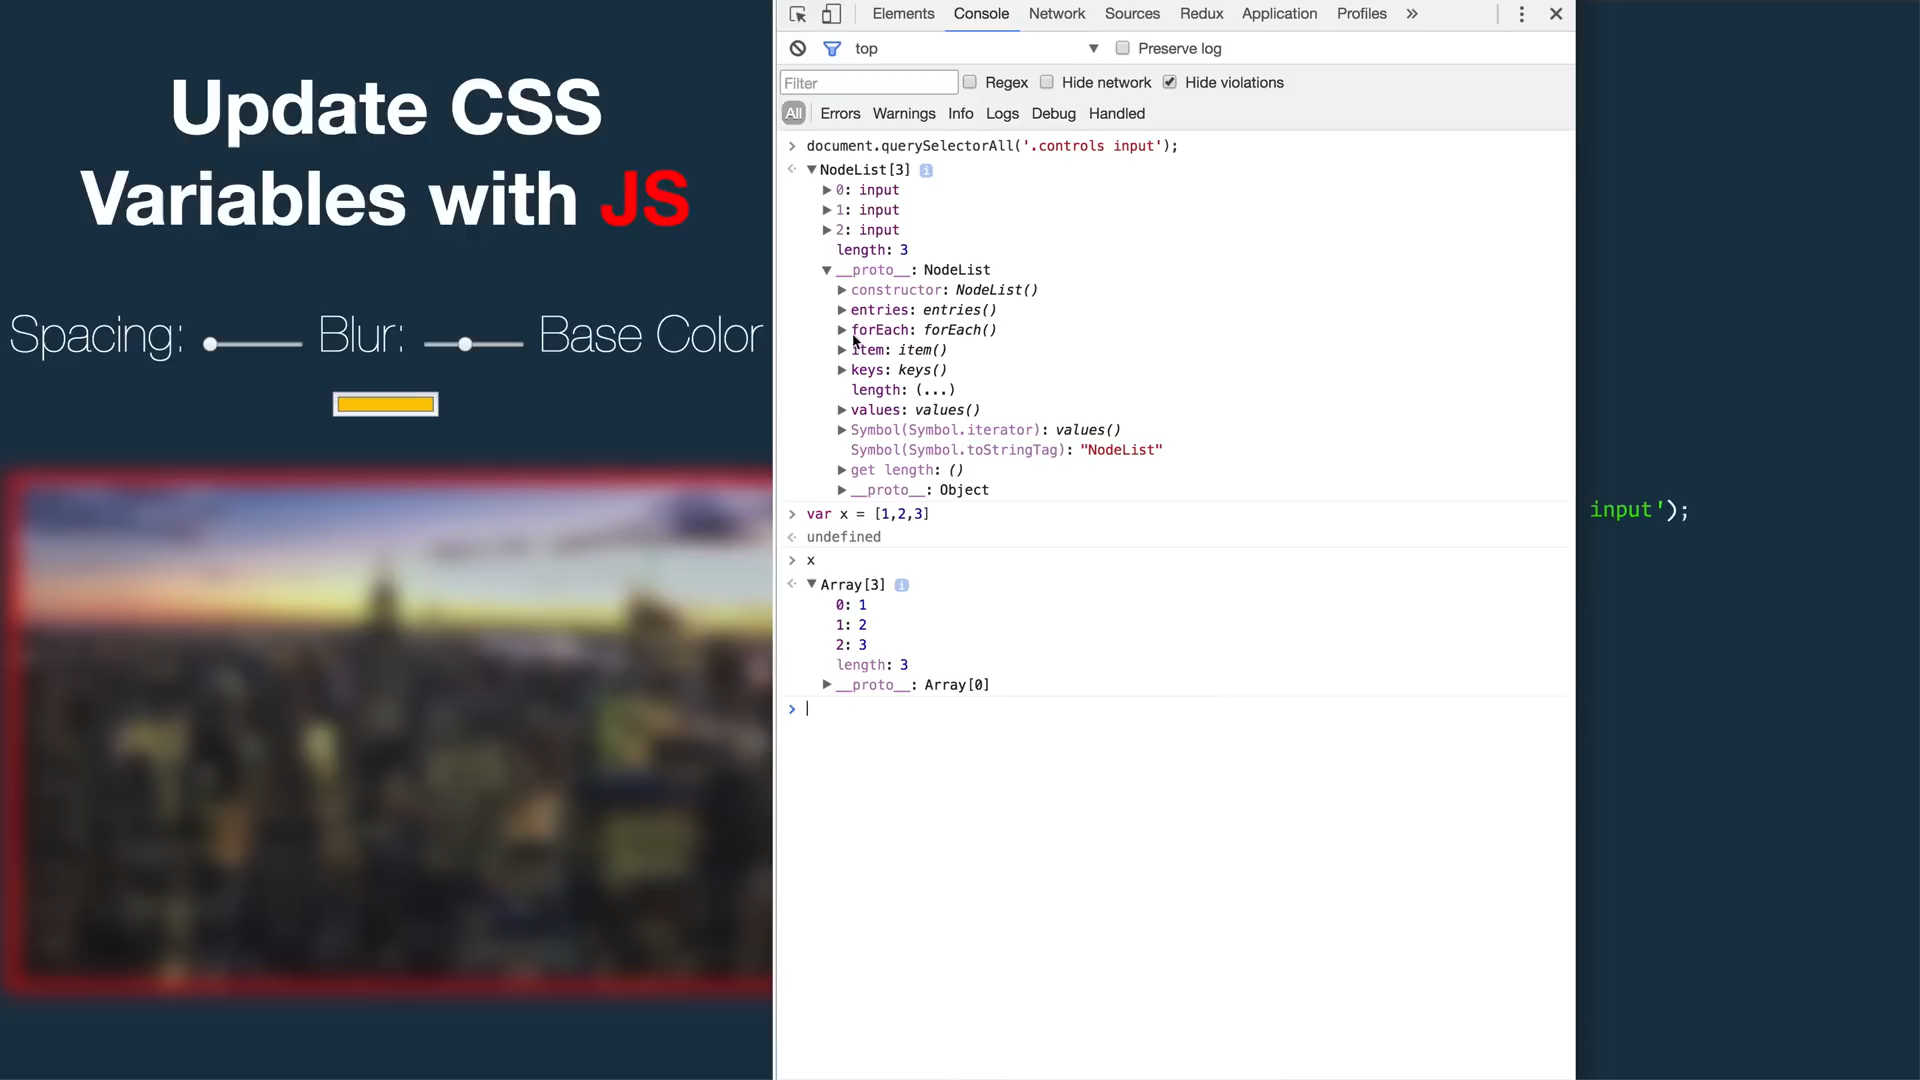 Update CSS
Variables with JS
Spacing:
Blur:
Base Color
Elements Console Network Sources Redux Application Profiles »
top
Preserve log
Filter
Regex
Hide network
Hide violations
All Errors Warnings Info Logs Debug Handled
document.querySelectorAll('.controls input');
NodeList[3]
0: input
1: input
2: input
length: 3
__proto__: NodeList
constructor: NodeList()
entries: entries()
forEach: forEach()
item: item()
keys: keys()
length: (...)
values: values()
Symbol(Symbol.iterator): values()
Symbol(Symbol.toStringTag): "NodeList"
get length: ()
__proto__: Object
var x = [1,2,3]
undefined
x
Array[3]
0: 1
1: 2
2: 3
length: 3
__proto__: Array[0]
input');